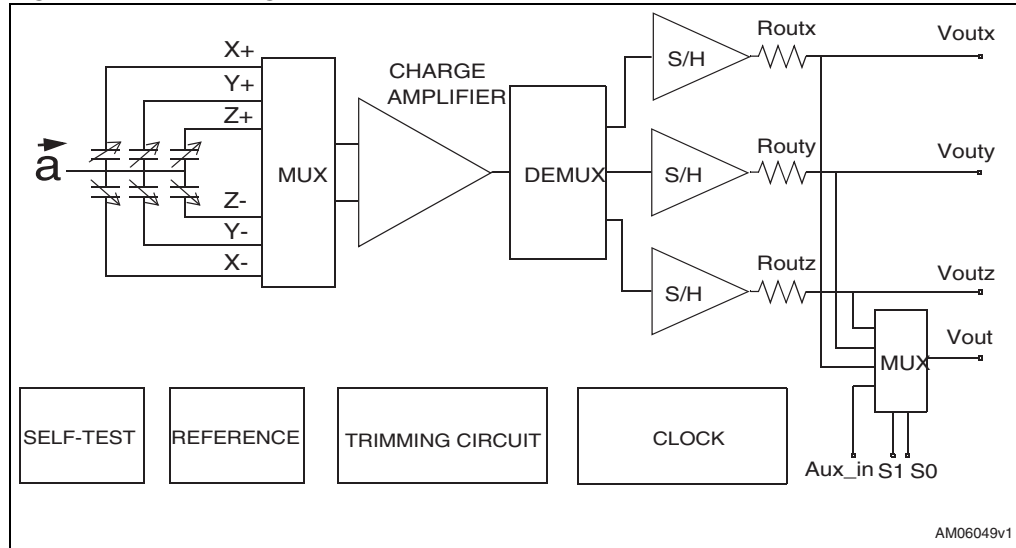 X+
Y+
Z+
a
Z-
Y-
X-
MUX
CHARGE
AMPLIFIER
DEMUX
S/H
Routx
Voutx
S/H
Routy
Vouty
S/H
Routz
Voutz
Vout
MUX
Aux_in S1 S0
SELF-TEST
REFERENCE
TRIMMING CIRCUIT
CLOCK
AM06049v1